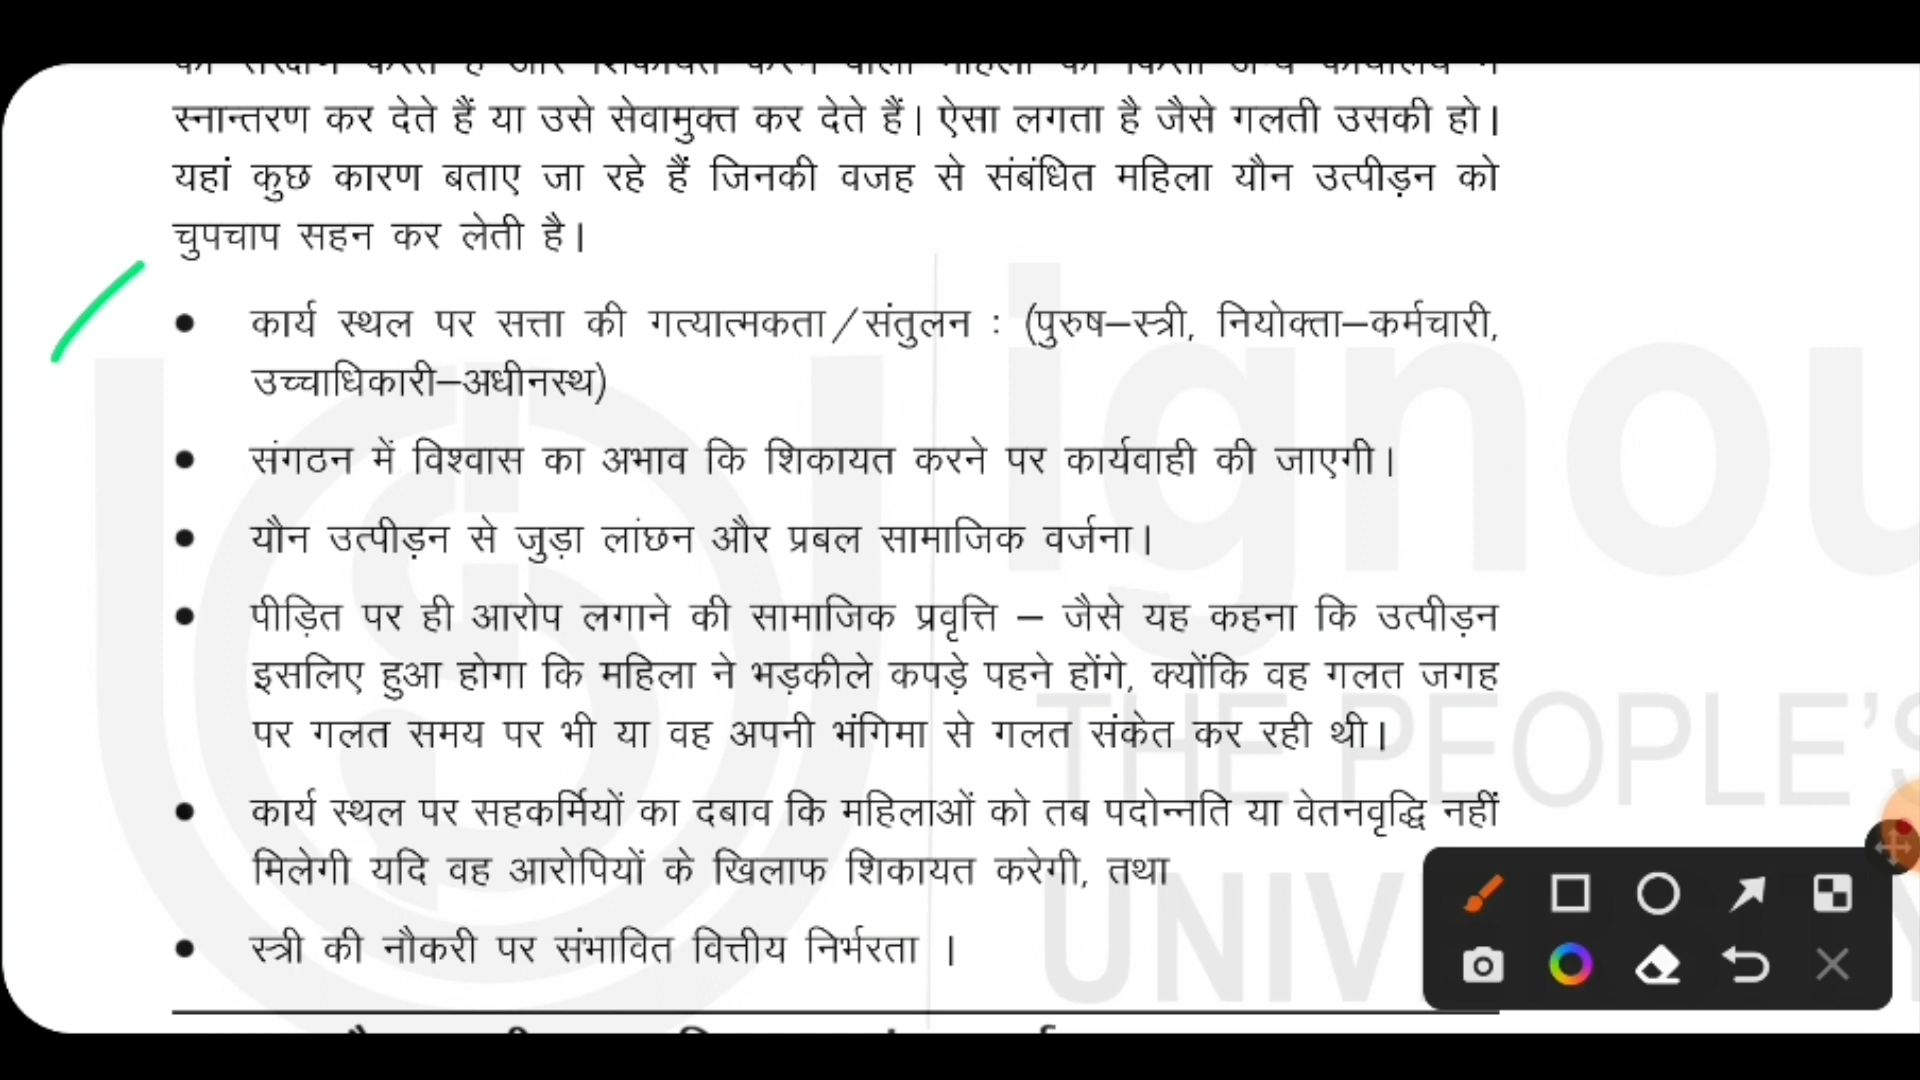 स्नान्तरण कर देते हैं या उसे सेवामुक्त कर देते हैं। ऐसा लगता है जैसे गलती उसकी हो।
यहां कुछ कारण बताए जा रहे हैं जिनकी वजह से संबंधित महिला यौन उत्पीड़न को
चुपचाप सहन कर लेती है।
• कार्य स्थल पर सत्ता की गत्यात्मकता/संतुलन : (पुरुष–स्त्री, नियोक्ता–कर्मचारी,
उच्चाधिकारी–अधीनस्थ)
• संगठन में विश्वास का अभाव कि शिकायत करने पर कार्यवाही की जाएगी।
• यौन उत्पीड़न से जुड़ा लांछन और प्रबल सामाजिक वर्जना।
• पीड़ित पर ही आरोप लगाने की सामाजिक प्रवृत्ति – जैसे यह कहना कि उत्पीड़न
इसलिए हुआ होगा कि महिला ने भड़कीले कपड़े पहने होंगे, क्योंकि वह गलत जगह
पर गलत समय पर भी या वह अपनी भंगिमा से गलत संकेत कर रही थी।
• कार्य स्थल पर सहकर्मियों का दबाव कि महिलाओं को तब पदोन्नति या वेतनवृद्धि नहीं
मिलेगी यदि वह आरोपियों के खिलाफ शिकायत करेगी, तथा
• स्त्री की नौकरी पर संभावित वित्तीय निर्भरता ।
ignou
THE PEOPLE'S
UNIV